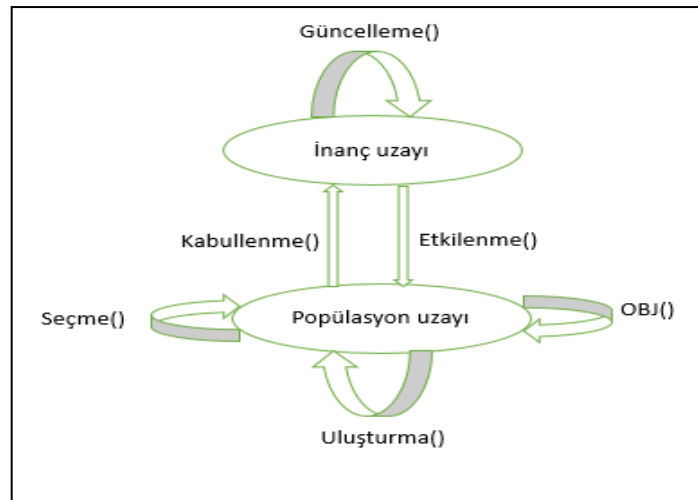 Güncelleme()
İnanç uzayı
Kabullenme()
Etkilenme()
Seçme()
Popülasyon uzayı
OBJ()
Uluşturma()